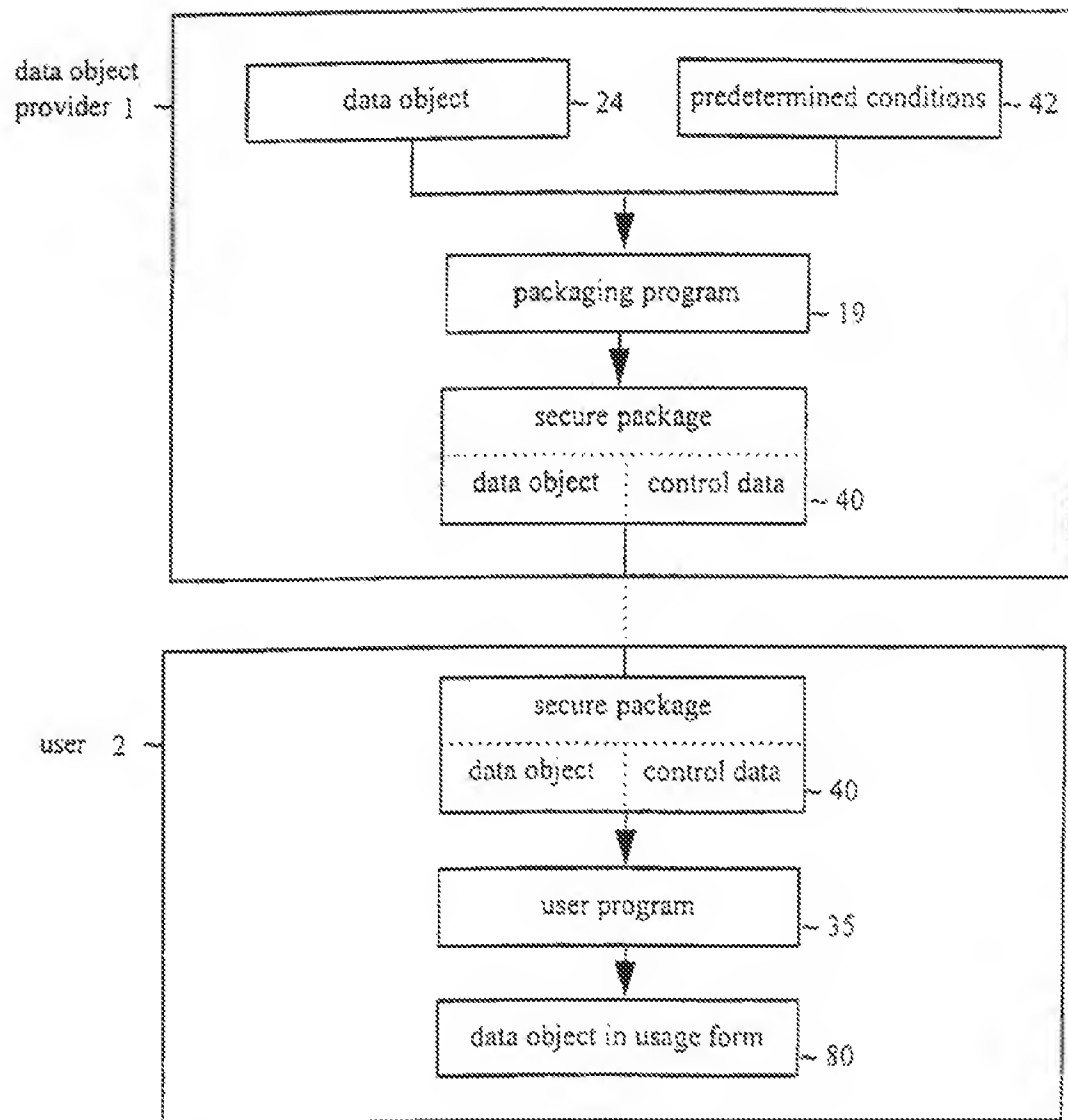 data object
provider 1 ~
data object ~ 24
predetermined conditions ~ 42
packaging program ~ 19
secure package
data object control data ~ 40
secure package
user 2 ~
data object control data ~ 40
user program ~ 35
data object in usage form ~ 80